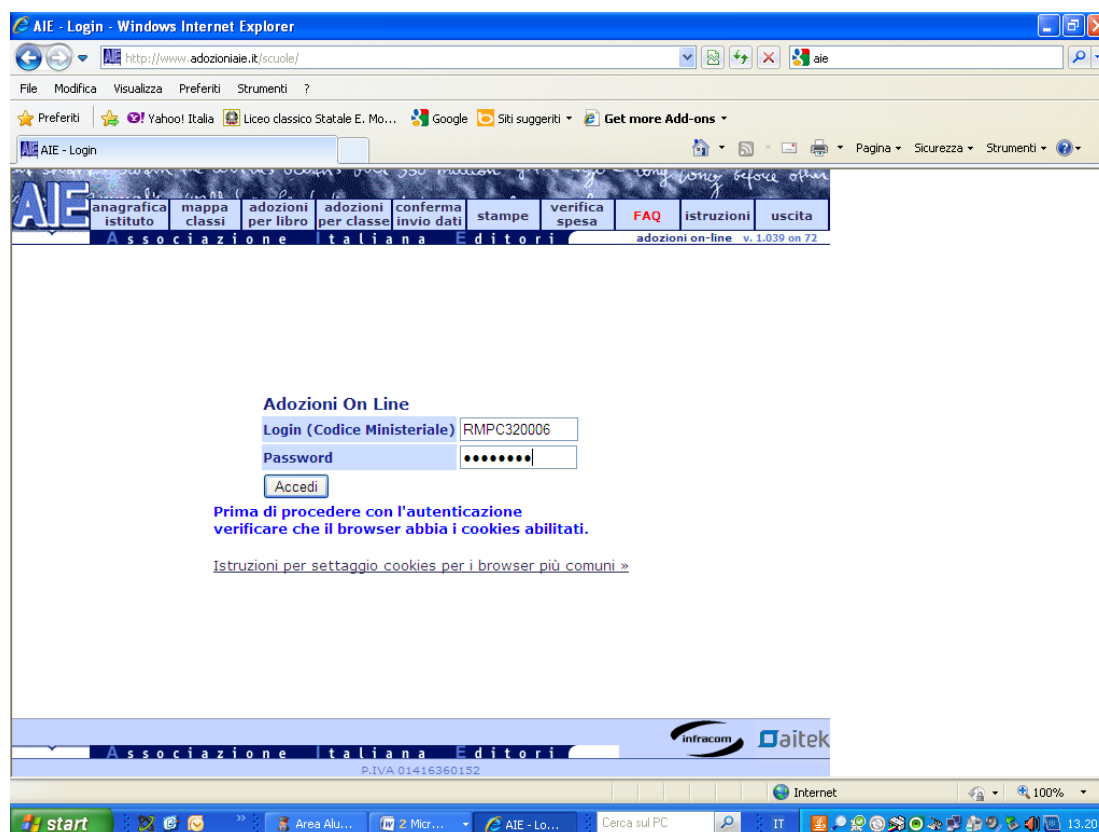 AIE - Login - Windows Internet Explorer
http://www.adozioniaie.it/scuole/
aie
File Modifica Visualizza Preferiti Strumenti ?
Preferiti Yahoo! Italia Liceo classico Statale E. Mo... Google Siti suggeriti Get more Add-ons
AIE - Login
Pagina Sicurezza Strumenti
AIE
anagrafica istituto
mappa classi
adozioni per libro
adozioni per classe
conferma invio dati
stampe
verifica spesa
FAQ
istruzioni
uscita
Associazione Italiana Editori
adozioni on-line v. 1.039 on 72
Adozioni On Line
Login (Codice Ministeriale) RMPC320006
Password ••••••••
Accedi
Prima di procedere con l'autenticazione
verificare che il browser abbia i cookies abilitati.
Istruzioni per settaggio cookies per i browser più comuni »
infracom aitek
Associazione Italiana Editori
P.IVA 01416360152
Internet 100%
start Area Alu... 2 Micr... AIE - Lo... Cerca sul PC IT 13.20